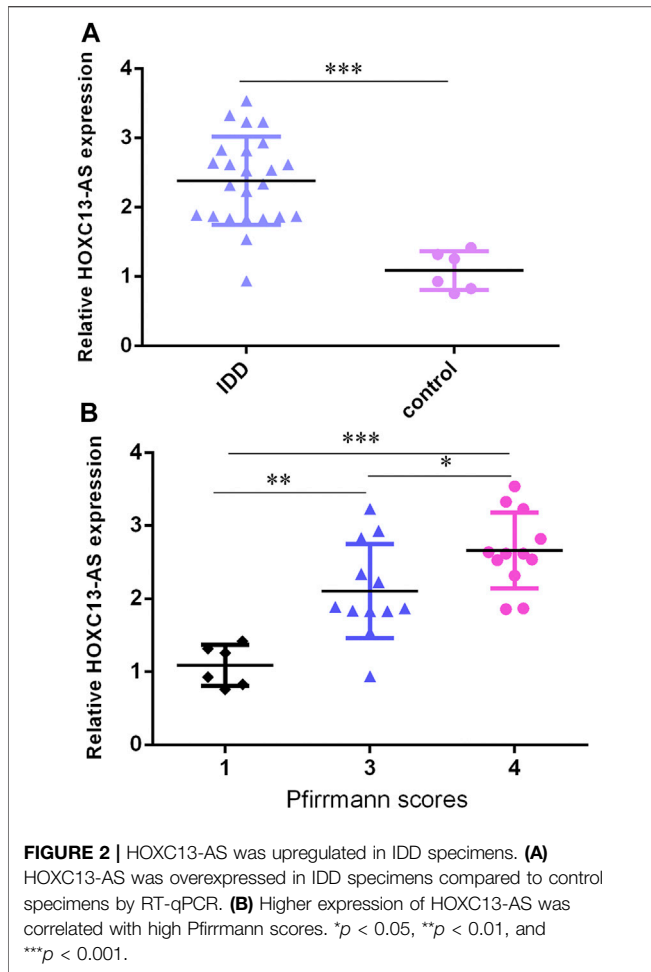 A
Relative HOXC13-AS expression
4
3
2
1
0
***
IDD
control
B
Relative HOXC13-AS expression
4
3
2
1
0
***
**
*
1
3
4
Pfirrmann scores
FIGURE 2 | HOXC13-AS was upregulated in IDD specimens. (A)
HOXC13-AS was overexpressed in IDD specimens compared to control
specimens by RT-qPCR. (B) Higher expression of HOXC13-AS was
correlated with high Pfirrmann scores. *p < 0.05, **p < 0.01, and
***p < 0.001.